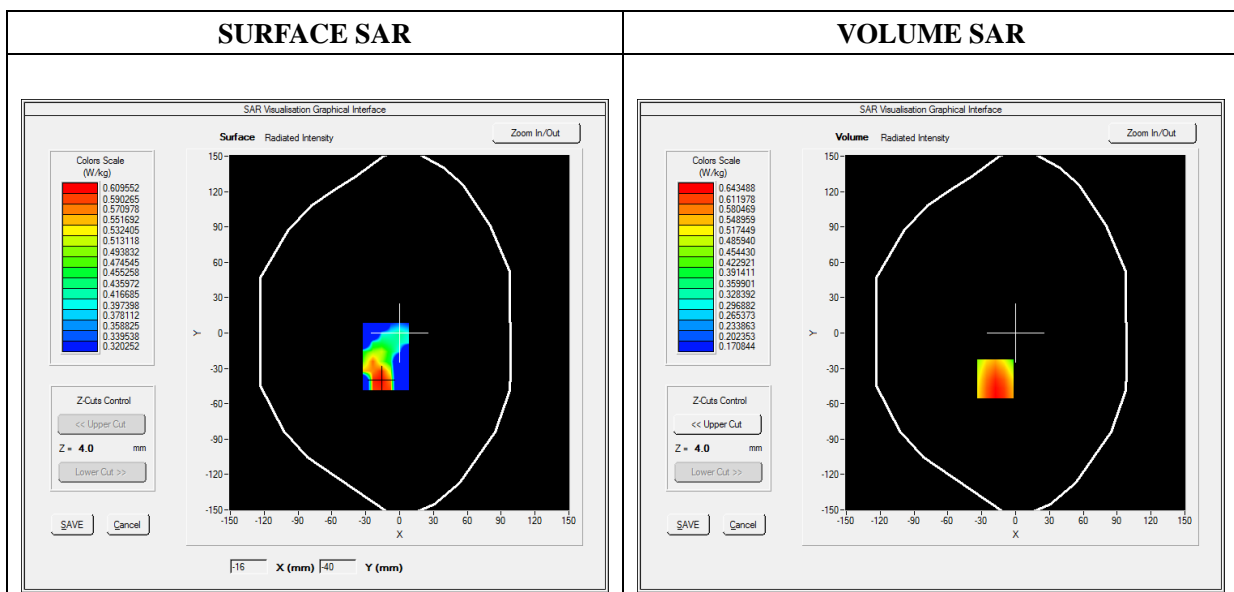 SURFACE SAR
SAR Visualisation Graphical Interface
Surface Radiated Intensity
Zoom In/Out
Colors Scale
(W/kg)
0.609552
0.590265
0.570978
0.551692
0.532405
0.513118
0.493832
0.474545
0.455258
0.435972
0.416685
0.397398
0.378112
0.358825
0.339538
0.320252
150
120
90
60
30
0
-30
-60
-90
-120
-150
Y
-150 -120 -90 -60 -30 0 30 60 90 120 150
X
Z-Cuts Control
<< Upper Cut
Z = 4.0 mm
Lower Cut >>
SAVE Cancel
-16 X (mm) -40 Y (mm)
VOLUME SAR
SAR Visualisation Graphical Interface
Volume Radiated Intensity
Zoom In/Out
Colors Scale
(W/kg)
0.643488
0.611978
0.580469
0.548959
0.517449
0.485940
0.454430
0.422921
0.391411
0.359901
0.328392
0.296882
0.265373
0.233863
0.202353
0.170844
150
120
90
60
30
0
-30
-60
-90
-120
-150
Y
-150 -120 -90 -60 -30 0 30 60 90 120 150
X
Z-Cuts Control
<< Upper Cut
Z = 4.0 mm
Lower Cut >>
SAVE Cancel